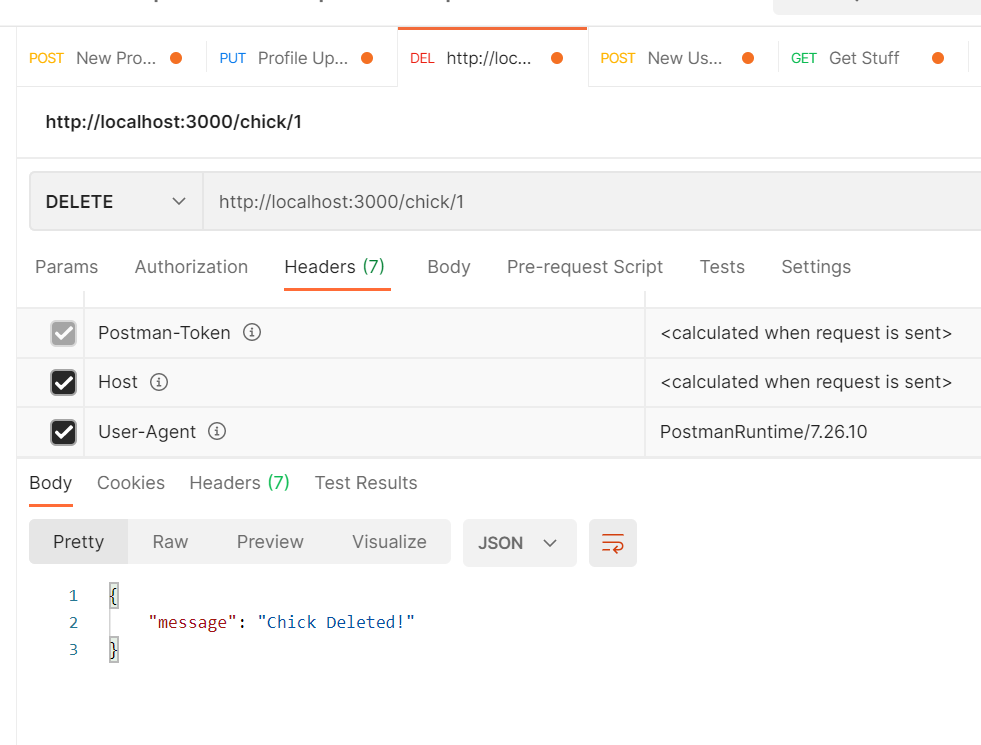 POST New Pro... PUT Profile Up... DEL http://loc... POST New Us... GET Get Stuff
http://localhost:3000/chick/1
DELETE http://localhost:3000/chick/1
Params Authorization Headers (7) Body Pre-request Script Tests Settings
Postman-Token <calculated when request is sent>
Host <calculated when request is sent>
User-Agent PostmanRuntime/7.26.10
Body Cookies Headers (7) Test Results
Pretty Raw Preview Visualize JSON
1 {
2 "message": "Chick Deleted!"
3 }